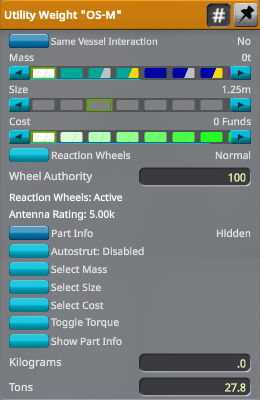 Utility Weight "OS-M" #
Same Vessel Interaction No
Mass 0t
Size 1.25m
Cost 0 Funds
Reaction Wheels Normal
Wheel Authority 100
Reaction Wheels: Active
Antenna Rating: 5.00k
Part Info Hidden
Autostrut: Disabled
Select Mass
Select Size
Select Cost
Toggle Torque
Show Part Info
Kilograms .0
Tons 27.8